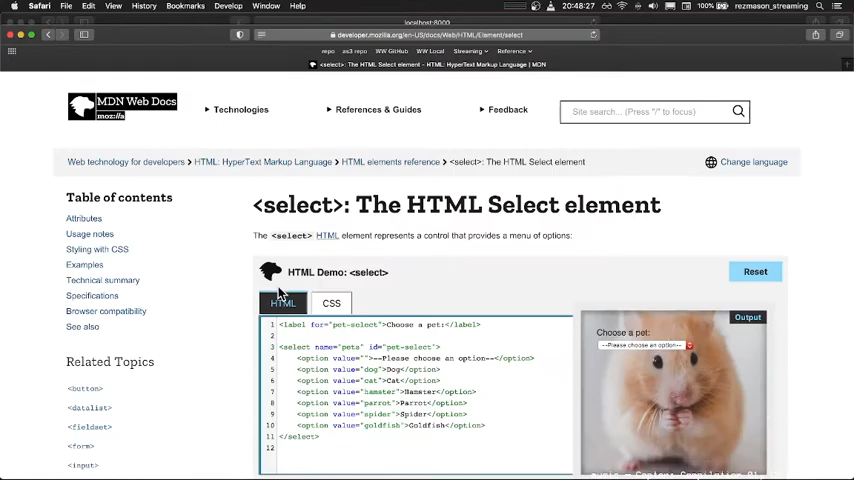 Safari File Edit View History Bookmarks Develop Window Help
100% 20:48:27 rezmason_streaming
localhost:8000
developer.mozilla.org/en-US/docs/Web/HTML/Element/select
repo as3 repo WW GitHub WW Local Streaming Reference
<select>: The HTML Select element - HTML: HyperText Markup Language | MDN
MDN Web Docs
moz://a
Technologies
References & Guides
Feedback
Site search... (Press "/" to focus)
Web technology for developers HTML: HyperText Markup Language HTML elements reference <select>: The HTML Select element
Change language
Table of contents
Attributes
Usage notes
Styling with CSS
Examples
Technical summary
Specifications
Browser compatibility
See also
Related Topics
<button>
<datalist>
<fieldset>
<form>
<input>
<select>: The HTML Select element
The <select> HTML element represents a control that provides a menu of options:
HTML Demo: <select>
Reset
HTML
CSS
1 <label for="pet-select">Choose a pet:</label>
2
3 <select name="pets" id="pet-select">
4 <option value="">--Please choose an option--</option>
5 <option value="dog">Dog</option>
6 <option value="cat">Cat</option>
7 <option value="hamster">Hamster</option>
8 <option value="parrot">Parrot</option>
9 <option value="spider">Spider</option>
10 <option value="goldfish">Goldfish</option>
11 </select>
12
Output
Choose a pet:
--Please choose an option--